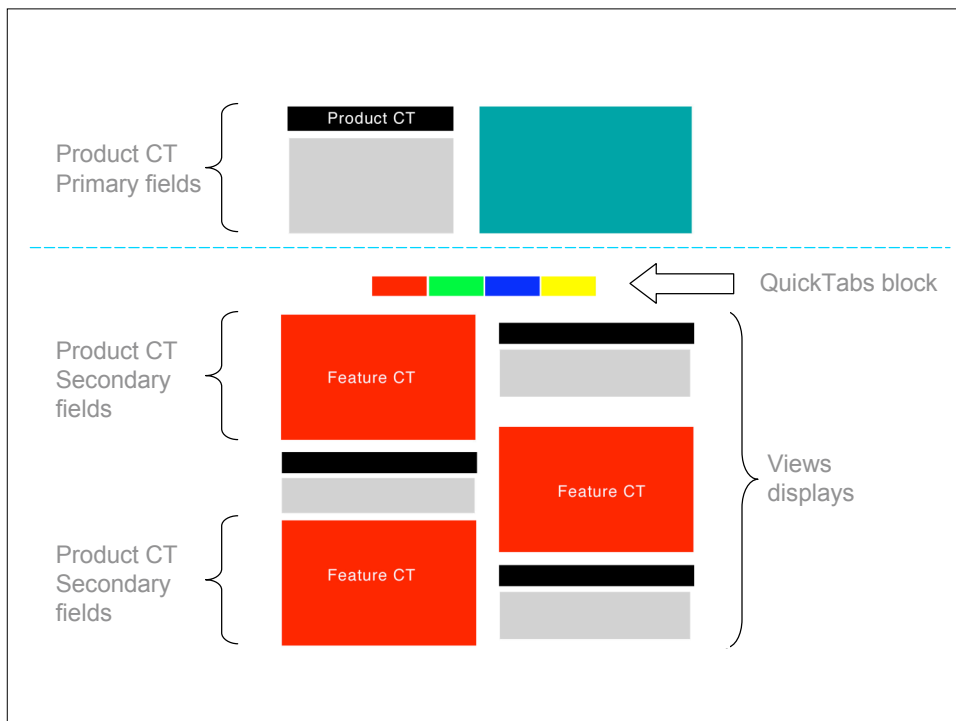 Product CT
Product CT
Primary fields
QuickTabs block
Product CT
Secondary
fields
Feature CT
Feature CT
Views
displays
Product CT
Secondary
fields
Feature CT